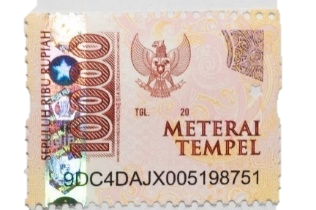 SEPULUH RIBU RUPIAH
10000
TGL. 20
METERAI
TEMPEL
9DC4DAJX005198751